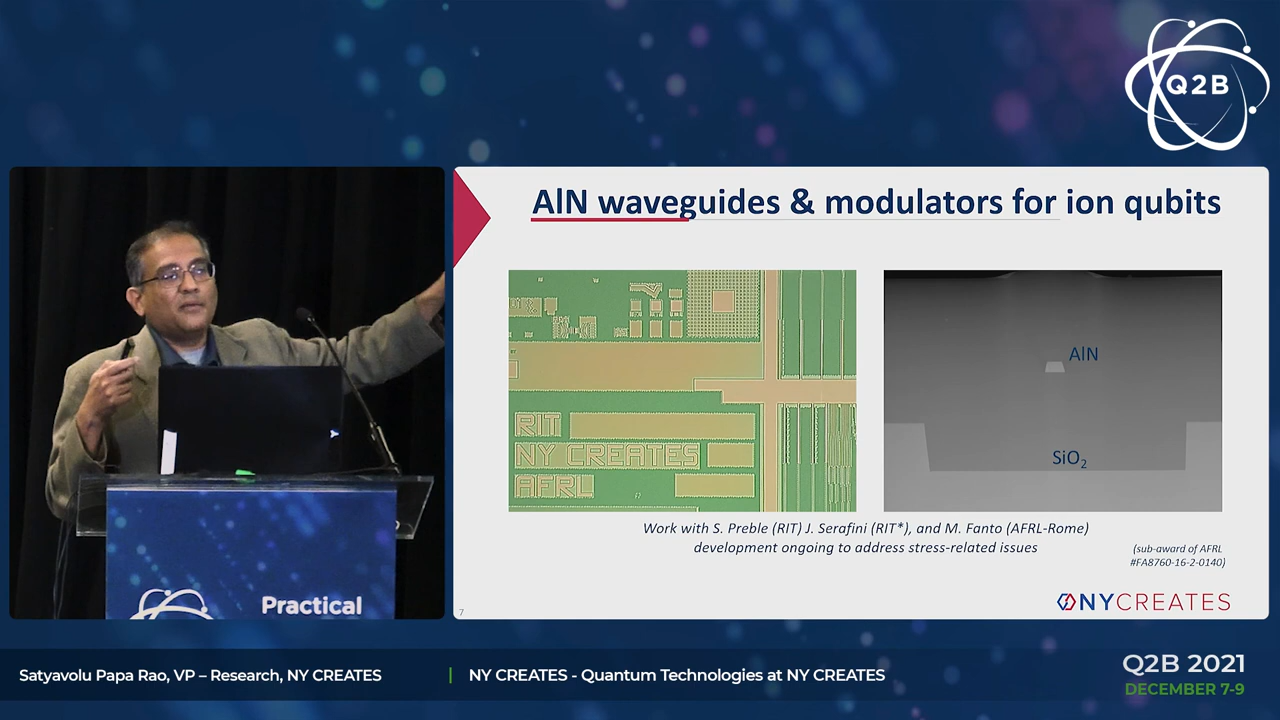 Q2B
AlN waveguides & modulators for ion qubits
RIT
NY CREATES
AFRL
AlN
SiO₂
Work with S. Preble (RIT) J. Serafini (RIT*), and M. Fanto (AFRL-Rome)
development ongoing to address stress-related issues
(sub-award of AFRL
#FA8760-16-2-0140)
7
NYCREATES
Practical
Satyavolu Papa Rao, VP – Research, NY CREATES
NY CREATES - Quantum Technologies at NY CREATES
Q2B 2021
DECEMBER 7-9